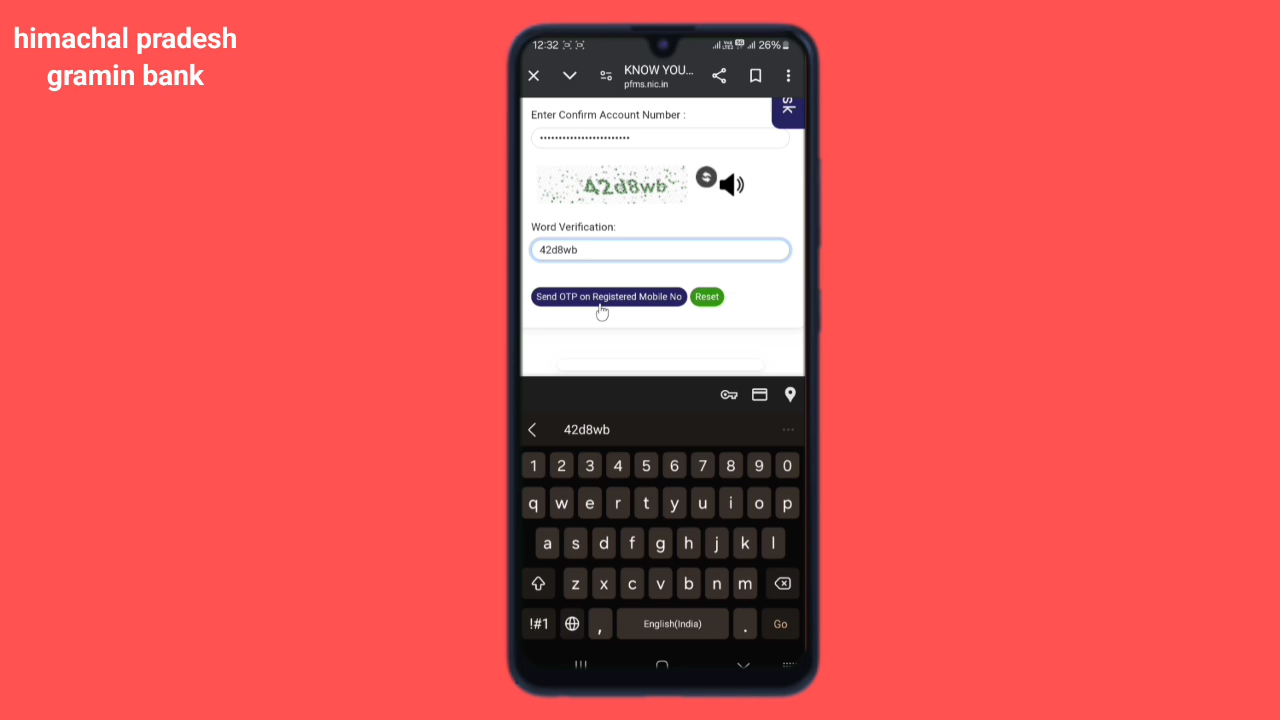 himachal pradesh
gramin bank
12:32
26%
KNOW YOU...
pfms.nic.in
sk
Enter Confirm Account Number :
••••••••••••••••••••••••
42d8wb
Word Verification:
42d8wb
Send OTP on Registered Mobile No Reset
42d8wb ...
1 2 3 4 5 6 7 8 9 0
q w e r t y u i o p
a s d f g h j k l
z x c v b n m
!#1 , English(India) . Go